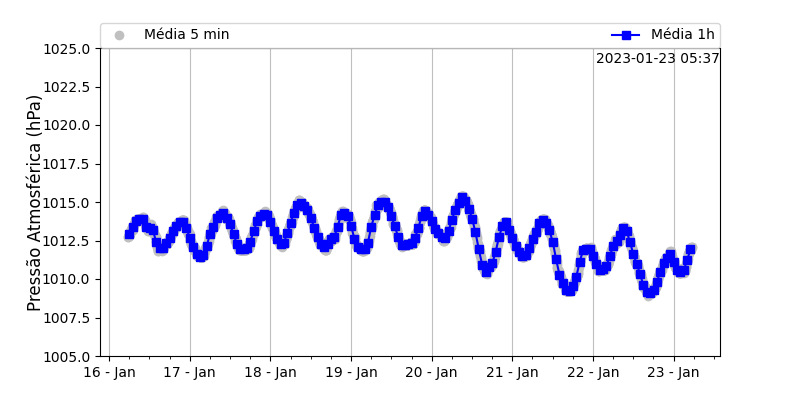 Média 5 min
Média 1h
2023-01-23 05:37
Pressão Atmosférica (hPa)
1025.0
1022.5
1020.0
1017.5
1015.0
1012.5
1010.0
1007.5
1005.0
16 - Jan
17 - Jan
18 - Jan
19 - Jan
20 - Jan
21 - Jan
22 - Jan
23 - Jan